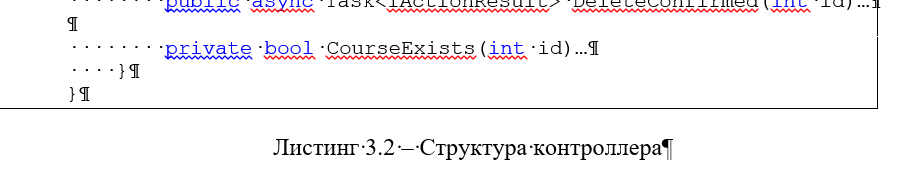 public async Task<IActionResult> DeleteConfirmed(int id)…¶
¶
private bool CourseExists(int id)…¶
}¶
}¶
Листинг 3.2 – Структура контроллера¶